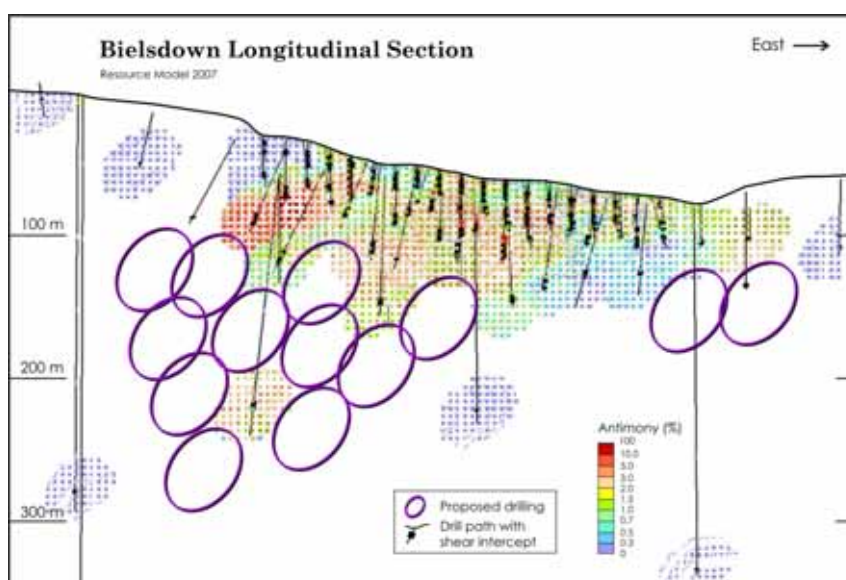 Bielsdown Longitudinal Section
East
Resource Model 2007
100 m
200 m
300 m
Antimony (%)
100
10.0
5.0
3.0
2.0
1.5
1.0
0.7
0.5
0.3
0
Proposed drilling
Drill path with
shear intercept